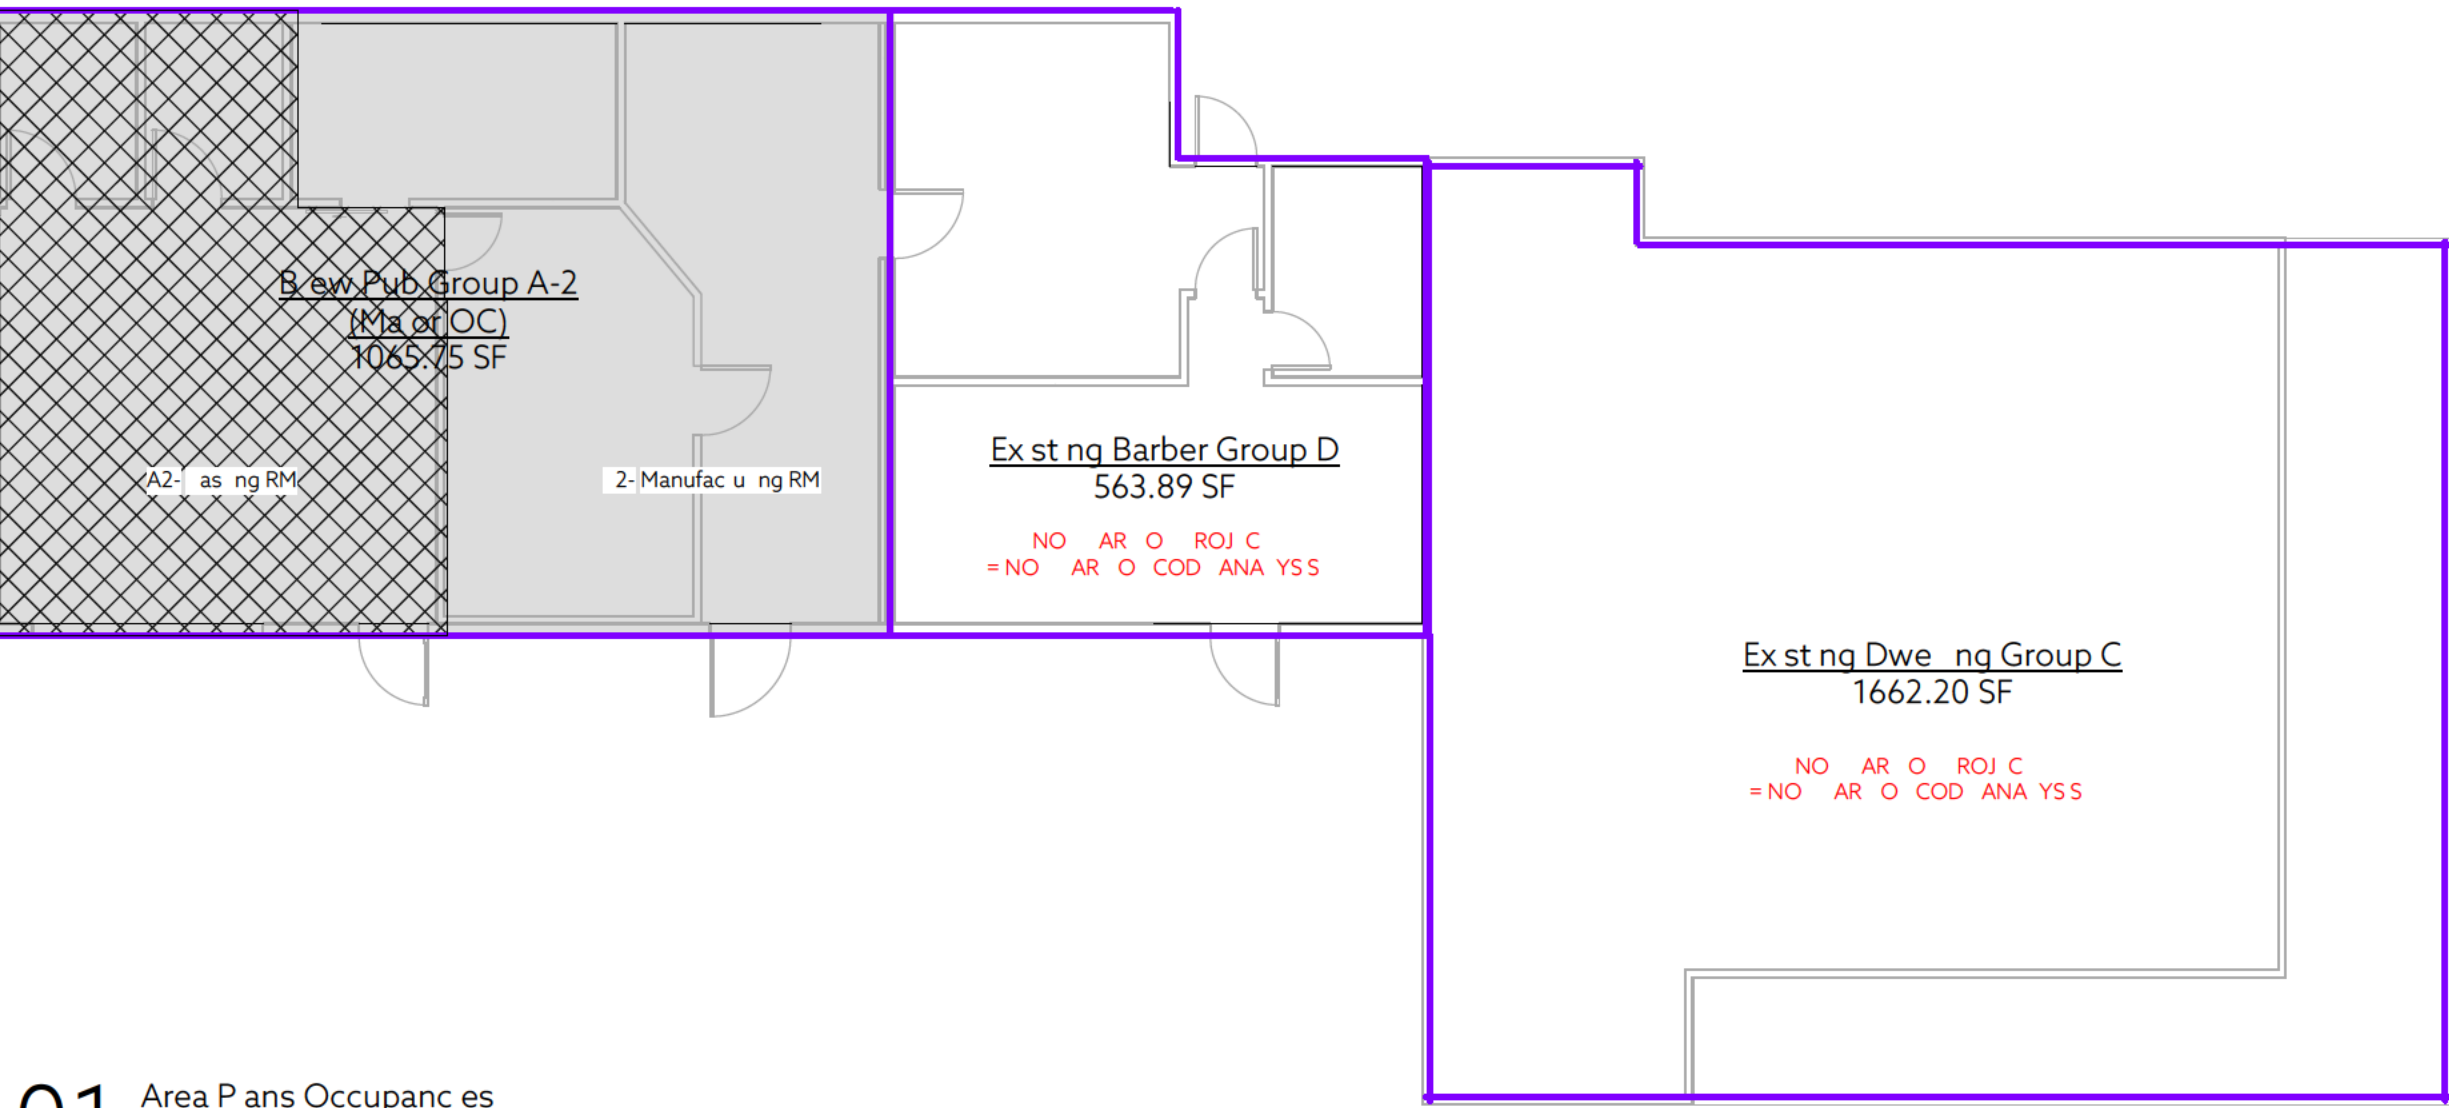 B ew Pub Group A-2
(Ma or OC)
1065.75 SF
A2- as ng RM
2- Manufac u ng RM
Ex st ng Barber Group D
563.89 SF
NO AR O ROJ C
= NO AR O COD ANA YS S
Ex st ng Dwe ng Group C
1662.20 SF
NO AR O ROJ C
= NO AR O COD ANA YS S
01 Area P ans Occupanc es